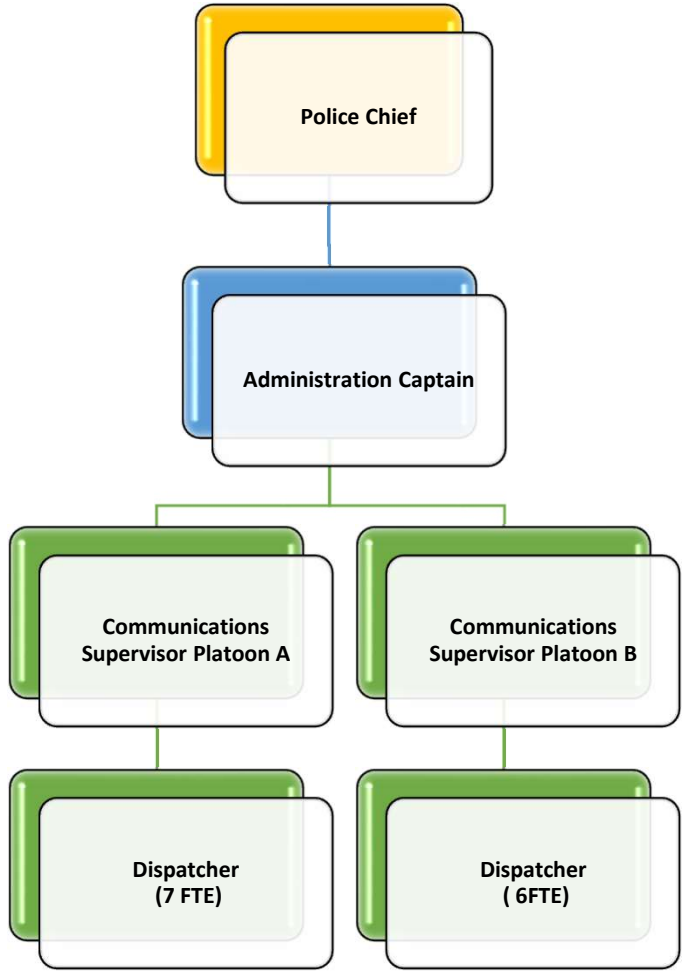 Police Chief
Administration Captain
Communications
Supervisor Platoon A
Communications
Supervisor Platoon B
Dispatcher
(7 FTE)
Dispatcher
( 6FTE)